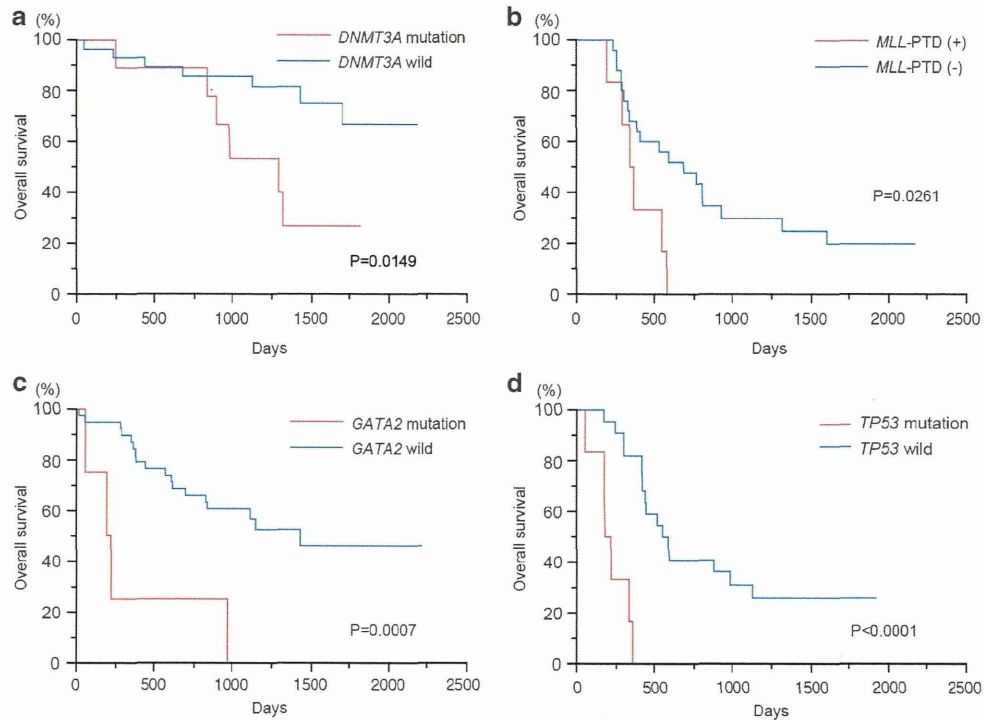 a
(%)
100
80
60
40
20
0
Overall survival
DNMT3A mutation
DNMT3A wild
P=0.0149
0 500 1000 1500 2000 2500
Days
b
(%)
100
80
60
40
20
0
Overall survival
MLL-PTD (+)
MLL-PTD (-)
P=0.0261
0 500 1000 1500 2000 2500
Days
c
(%)
100
80
60
40
20
0
Overall survival
GATA2 mutation
GATA2 wild
P=0.0007
0 500 1000 1500 2000 2500
Days
d
(%)
100
80
60
40
20
0
Overall survival
TP53 mutation
TP53 wild
P<0.0001
0 500 1000 1500 2000 2500
Days